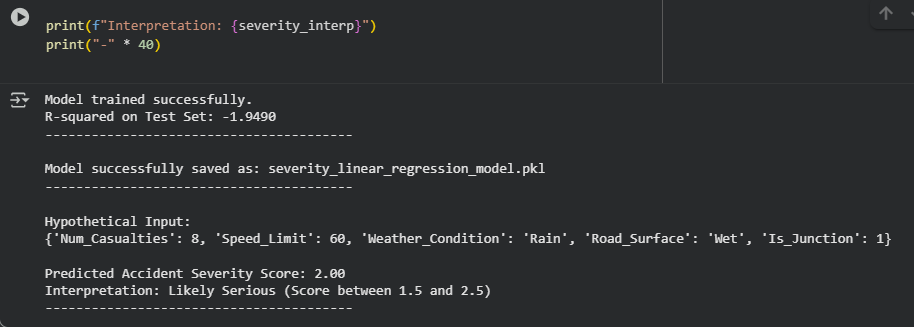 print(f"Interpretation: {severity_interp}")
print("-" * 40)
Model trained successfully.
R-squared on Test Set: -1.9490
----------------------------------------
Model successfully saved as: severity_linear_regression_model.pkl
----------------------------------------
Hypothetical Input:
{'Num_Casualties': 8, 'Speed_Limit': 60, 'Weather_Condition': 'Rain', 'Road_Surface': 'Wet', 'Is_Junction': 1}
Predicted Accident Severity Score: 2.00
Interpretation: Likely Serious (Score between 1.5 and 2.5)
----------------------------------------